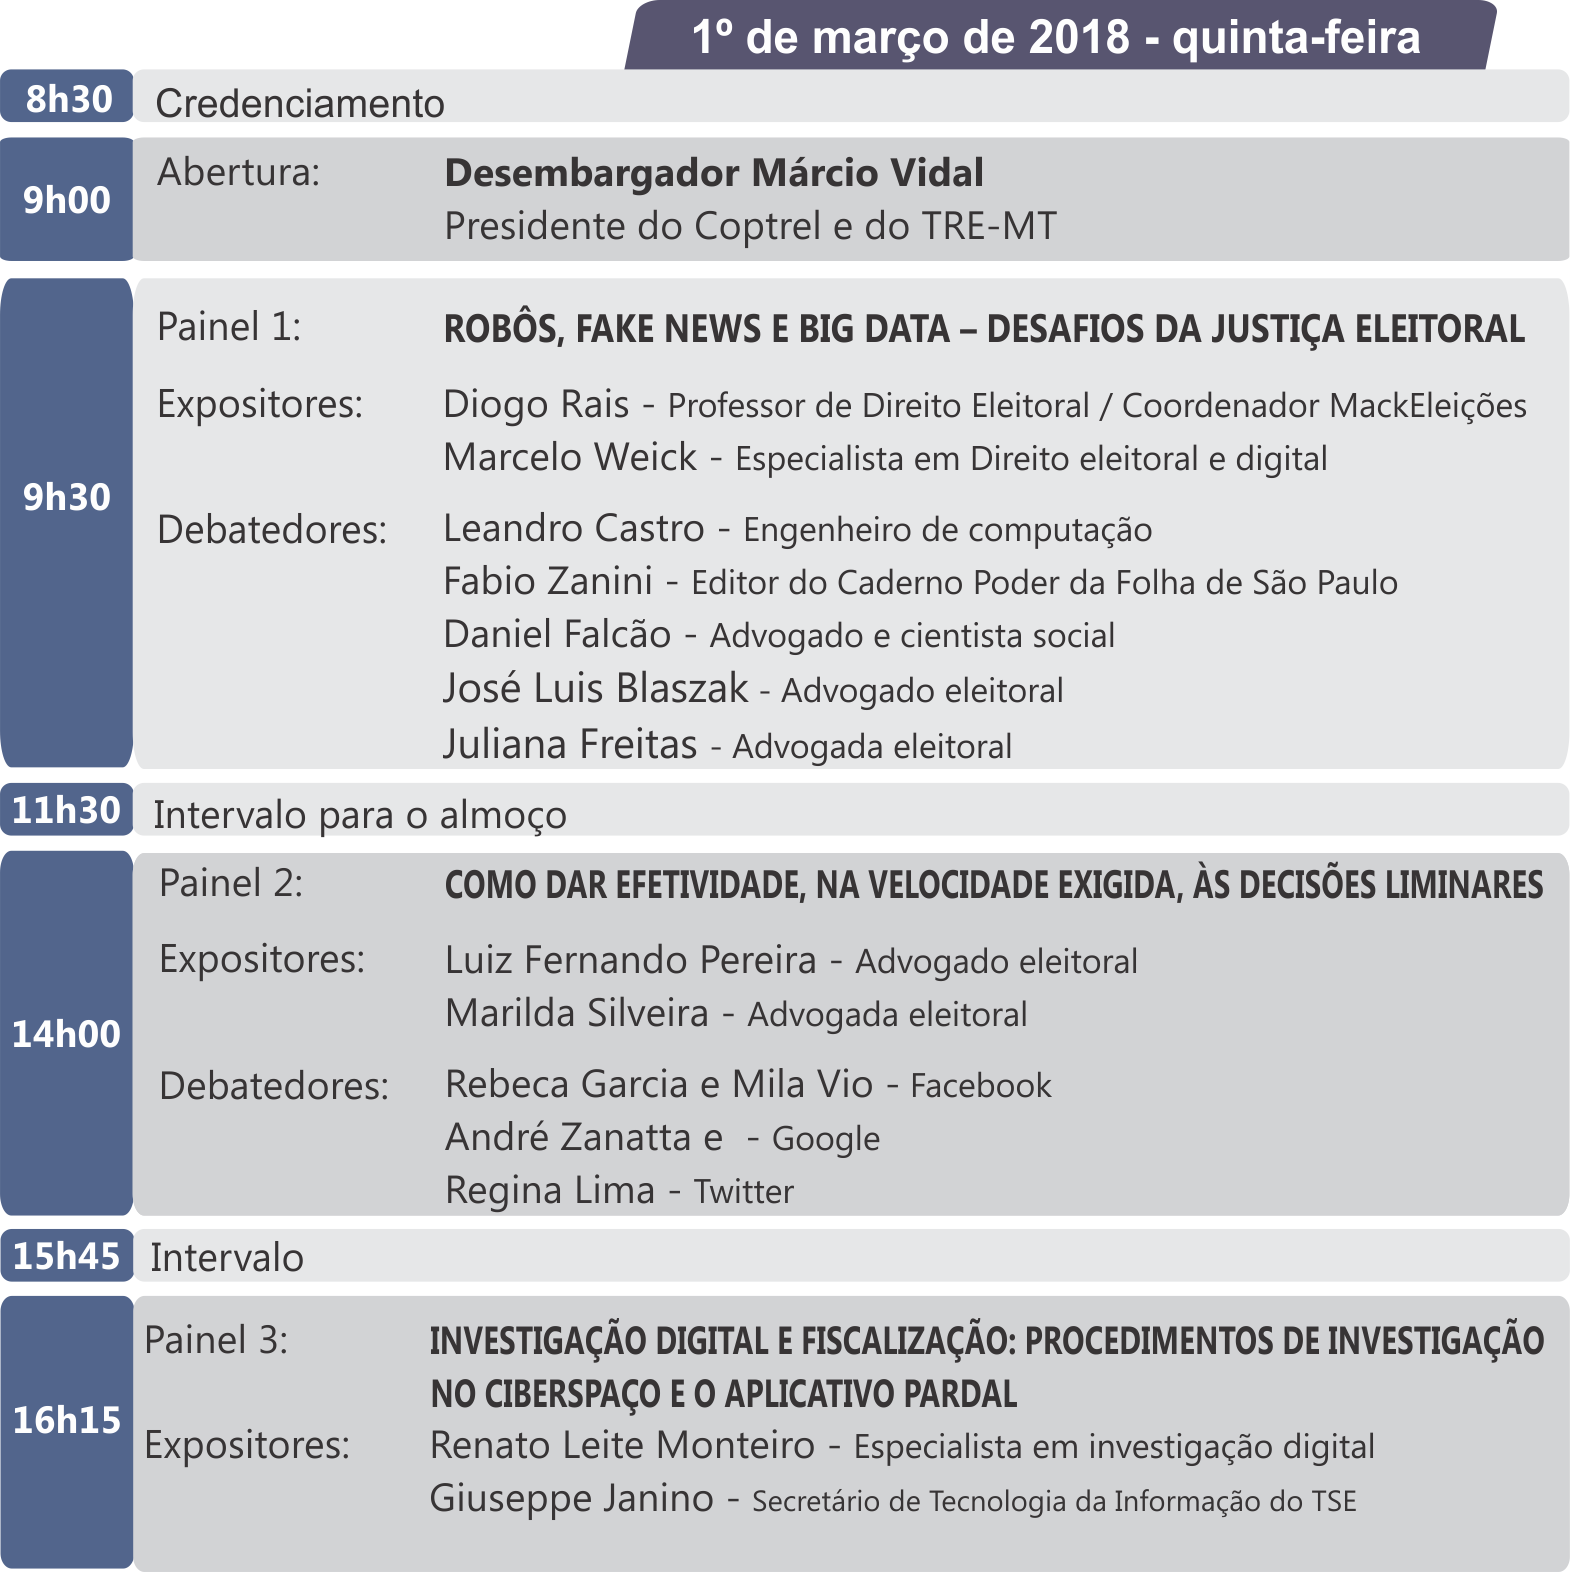 1º de março de 2018 - quinta-feira
8h30 Credenciamento
9h00 Abertura: Desembargador Márcio Vidal
Presidente do Coptrel e do TRE-MT
9h30
Painel 1: ROBÔS, FAKE NEWS E BIG DATA – DESAFIOS DA JUSTIÇA ELEITORAL
Expositores: Diogo Rais - Professor de Direito Eleitoral / Coordenador MackEleições
Marcelo Weick - Especialista em Direito eleitoral e digital
Debatedores: Leandro Castro - Engenheiro de computação
Fabio Zanini - Editor do Caderno Poder da Folha de São Paulo
Daniel Falcão - Advogado e cientista social
José Luis Blaszak - Advogado eleitoral
Juliana Freitas - Advogada eleitoral
11h30 Intervalo para o almoço
14h00
Painel 2: COMO DAR EFETIVIDADE, NA VELOCIDADE EXIGIDA, ÀS DECISÕES LIMINARES
Expositores: Luiz Fernando Pereira - Advogado eleitoral
Marilda Silveira - Advogada eleitoral
Debatedores: Rebeca Garcia e Mila Vio - Facebook
André Zanatta e - Google
Regina Lima - Twitter
15h45 Intervalo
16h15
Painel 3: INVESTIGAÇÃO DIGITAL E FISCALIZAÇÃO: PROCEDIMENTOS DE INVESTIGAÇÃO
NO CIBERSPAÇO E O APLICATIVO PARDAL
Expositores: Renato Leite Monteiro - Especialista em investigação digital
Giuseppe Janino - Secretário de Tecnologia da Informação do TSE